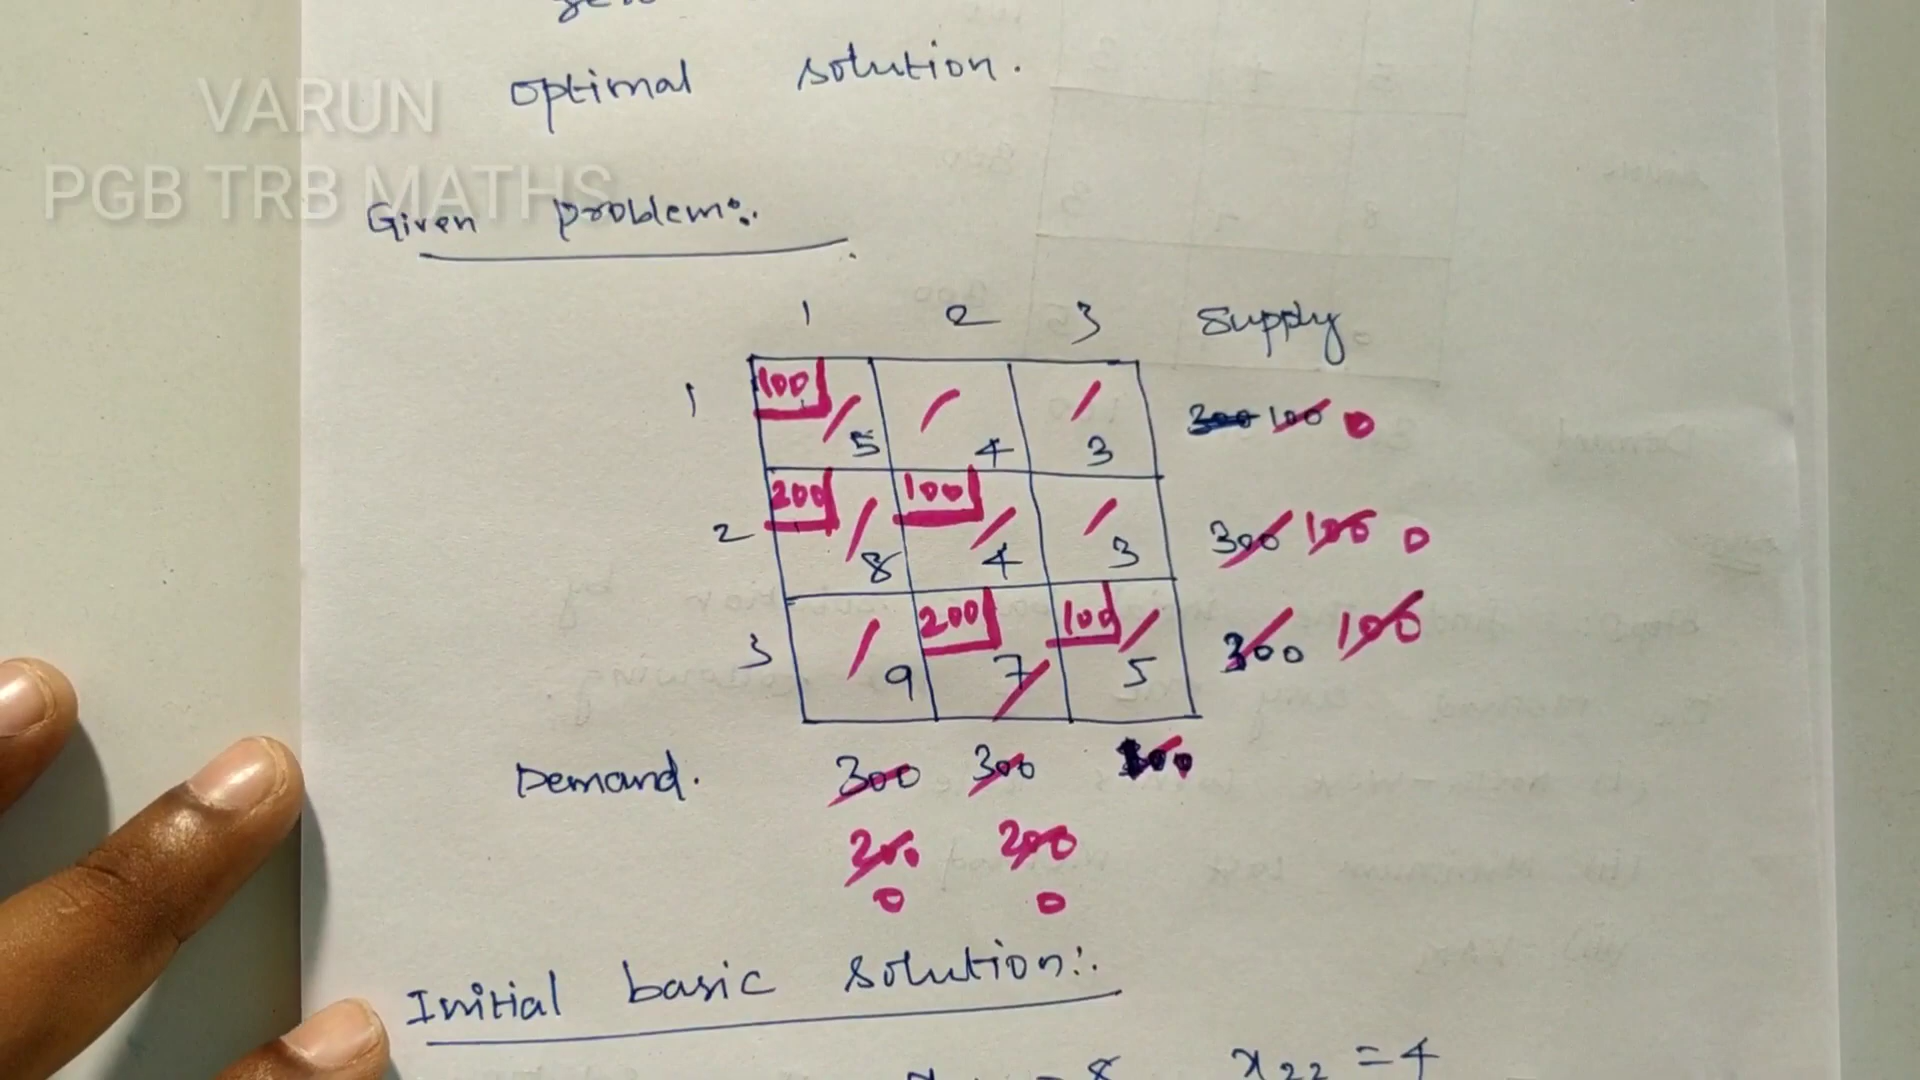 optimal solution.
VARUN
PGB TRB MATHS
Given problem:
1 2 3 Supply
1 100 5 4 3 300 100 0
2 200 8 100 4 3 300 100 0
3 9 200 7 100 5 300 100
Demand. 300 300
200 200
0 0
Initial basic solution:
8 x22 = 4